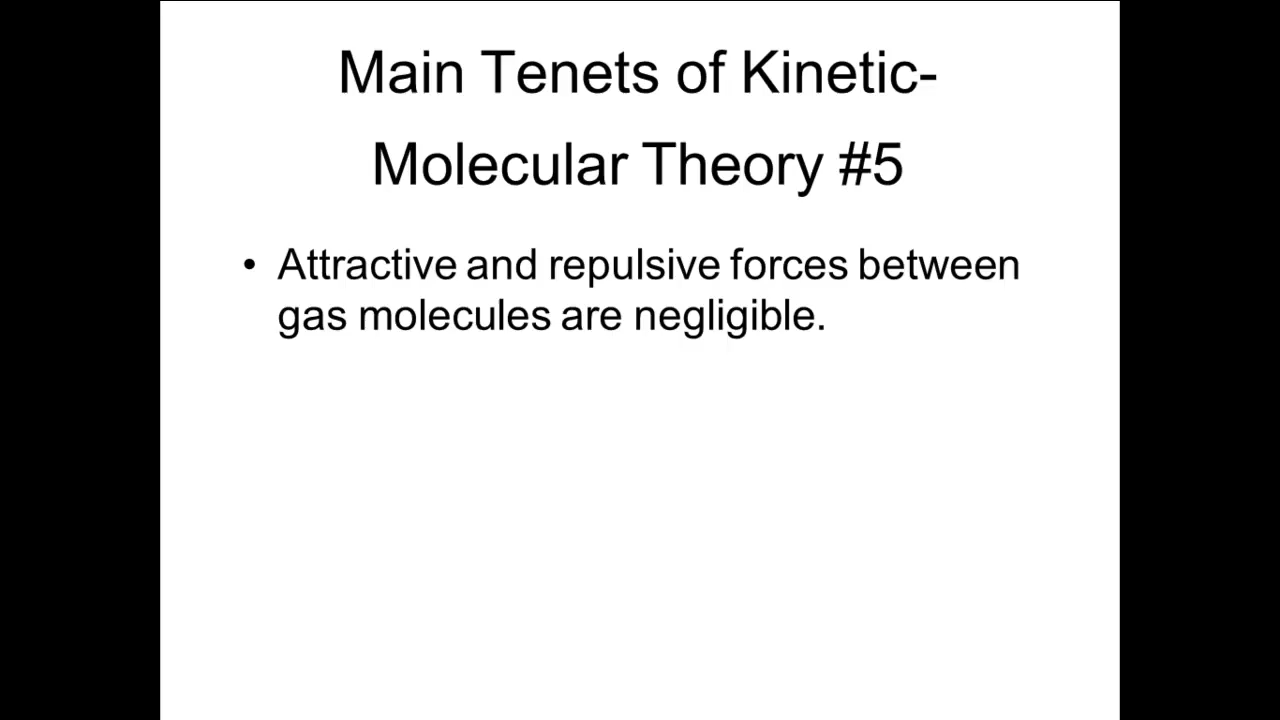 Main Tenets of Kinetic-
Molecular Theory #5
• Attractive and repulsive forces between
gas molecules are negligible.